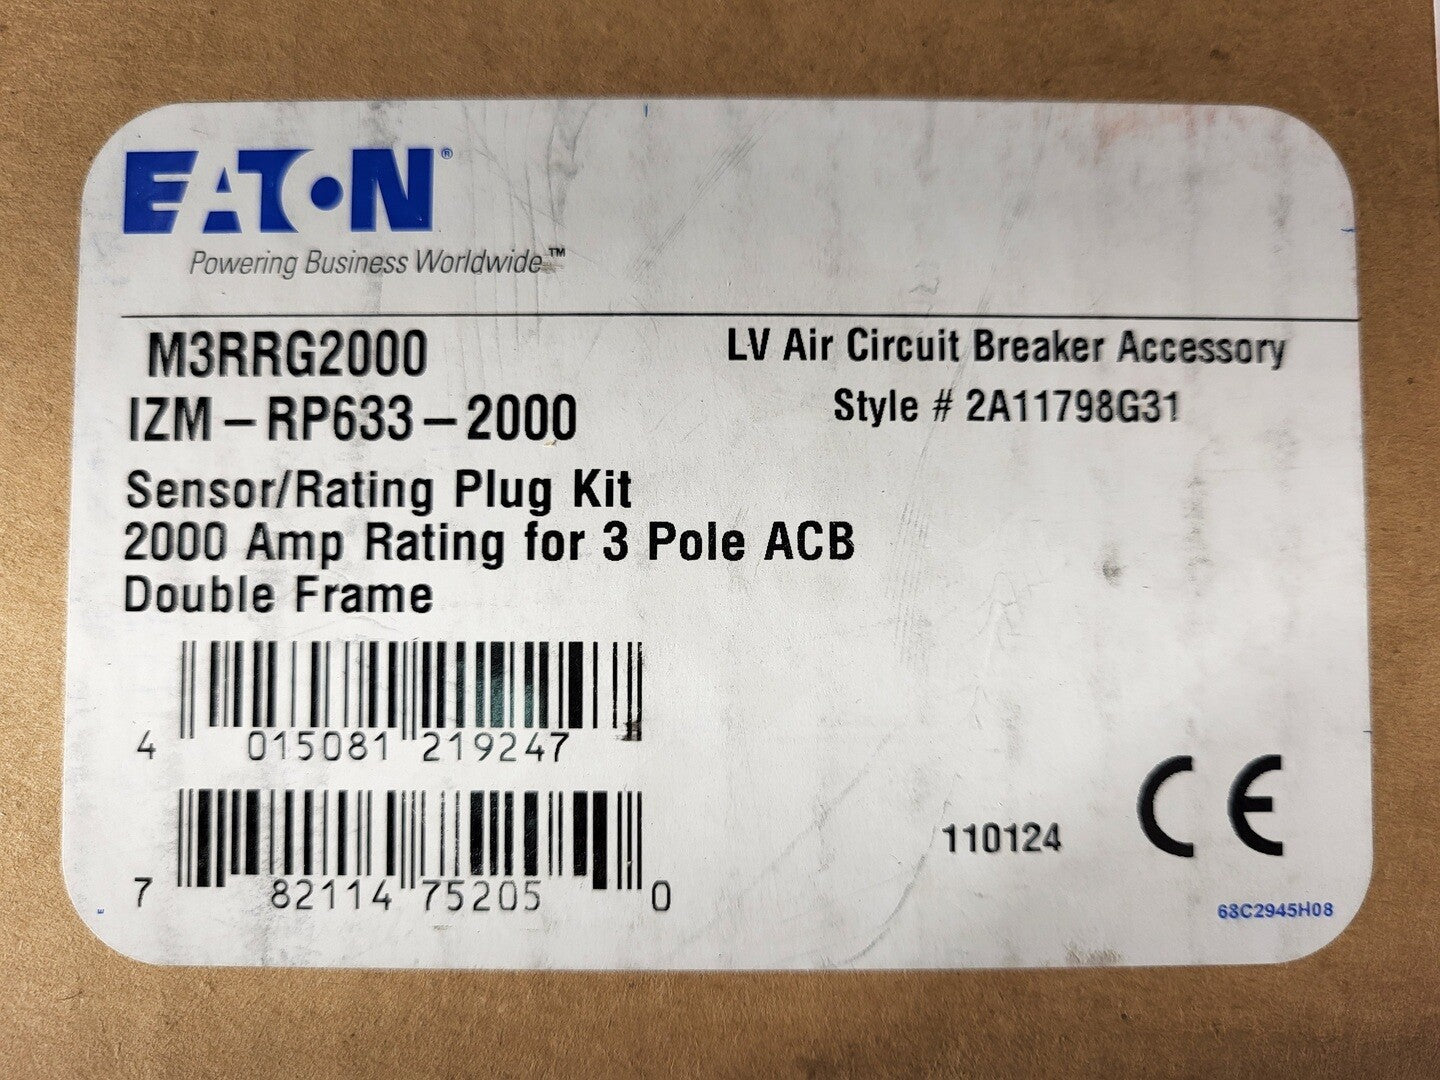 EATON®
Powering Business Worldwide™
M3RRG2000
LV Air Circuit Breaker Accessory
IZM-RP633-2000
Style # 2A11798G31
Sensor/Rating Plug Kit
2000 Amp Rating for 3 Pole ACB
Double Frame
4 015081 219247
7 82114 75205 0
110124
CE
68C2945H08